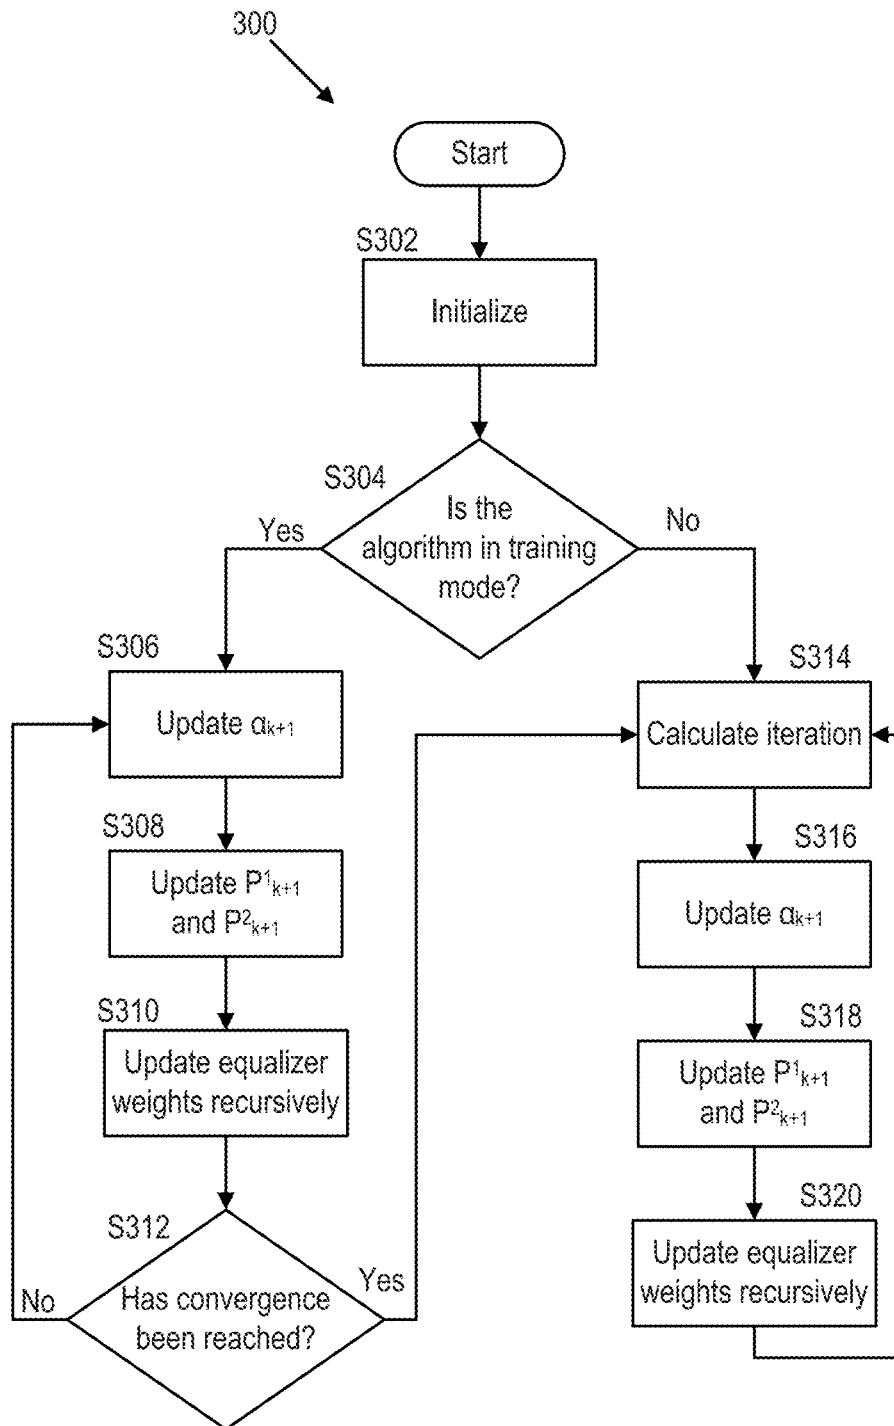 300
Start
S302
Initialize
S304
Is the
algorithm in training
mode?
Yes
No
S306
Update α₍ₖ₊₁₎
S308
Update P¹ₖ₊₁
and P²ₖ₊₁
S310
Update equalizer
weights recursively
S312
Has convergence
been reached?
No
Yes
S314
Calculate iteration
S316
Update αₖ₊₁
S318
Update P¹ₖ₊₁
and P²ₖ₊₁
S320
Update equalizer
weights recursively